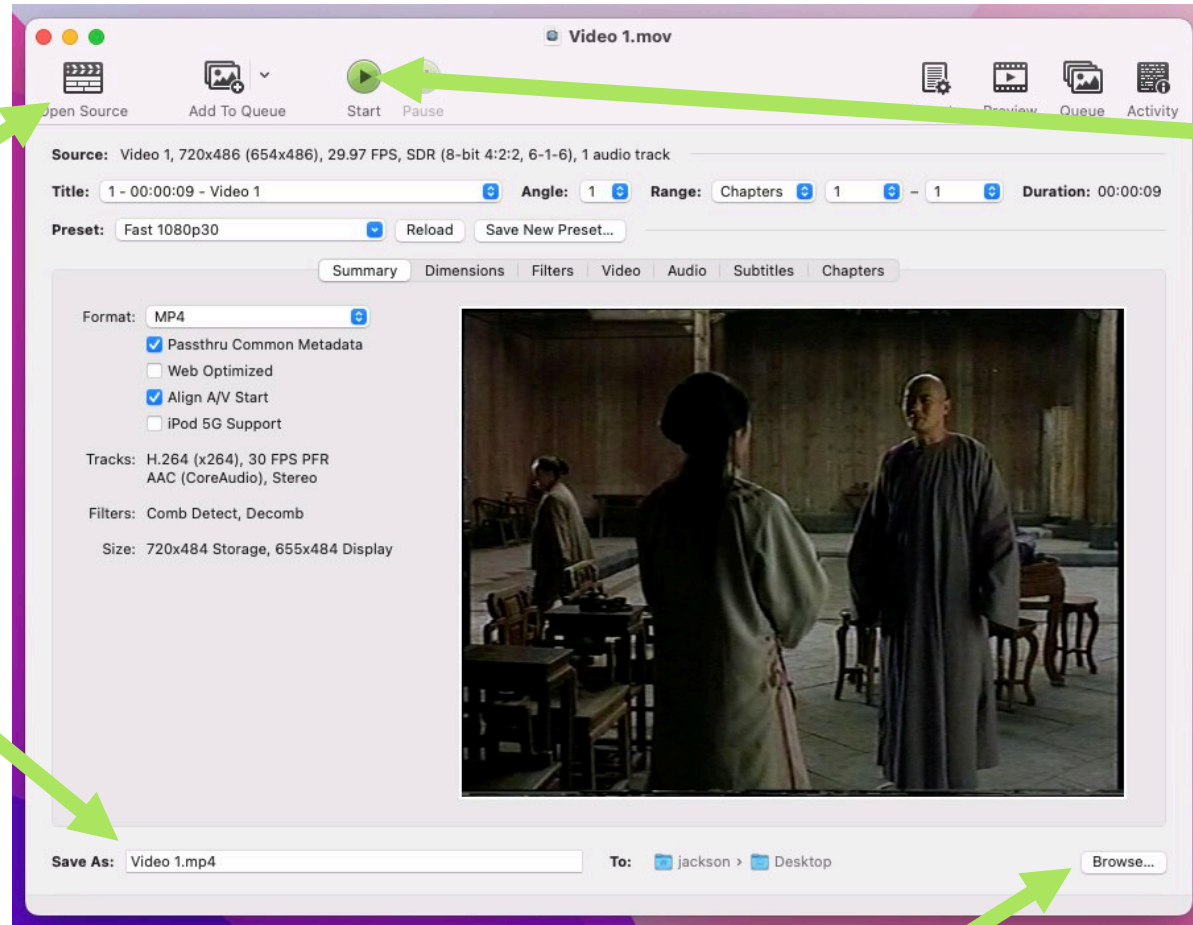 Video 1.mov
Open Source Add To Queue Start Pause Preview Queue Activity
Source: Video 1, 720x486 (654x486), 29.97 FPS, SDR (8-bit 4:2:2, 6-1-6), 1 audio track
Title: 1 - 00:00:09 - Video 1 Angle: 1 Range: Chapters 1 – 1 Duration: 00:00:09
Preset: Fast 1080p30 Reload Save New Preset...
Summary Dimensions Filters Video Audio Subtitles Chapters
Format: MP4
Passthru Common Metadata
Web Optimized
Align A/V Start
iPod 5G Support
Tracks: H.264 (x264), 30 FPS PFR
AAC (CoreAudio), Stereo
Filters: Comb Detect, Decomb
Size: 720x484 Storage, 655x484 Display
Save As: Video 1.mp4 To: jackson › Desktop Browse...